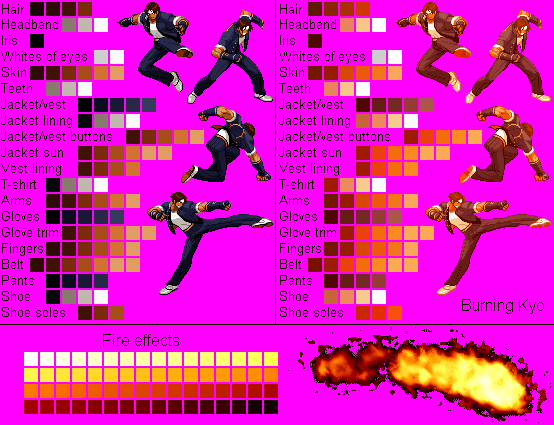 Hair
Headband
Iris
Whites of eyes
Skin
Teeth
Jacket/vest
Jacket lining
Jacket/vest buttons
Jacket sun
Vest lining
T-shirt
Arms
Gloves
Glove trim
Fingers
Belt
Pants
Shoe
Shoe soles
Hair
Headband
Iris
Whites of eyes
Skin
Teeth
Jacket/vest
Jacket lining
Jacket/vest buttons
Jacket sun
Vest lining
T-shirt
Arms
Gloves
Glove trim
Fingers
Belt
Pants
Shoe
Shoe soles
Burning Kyo
Fire effects